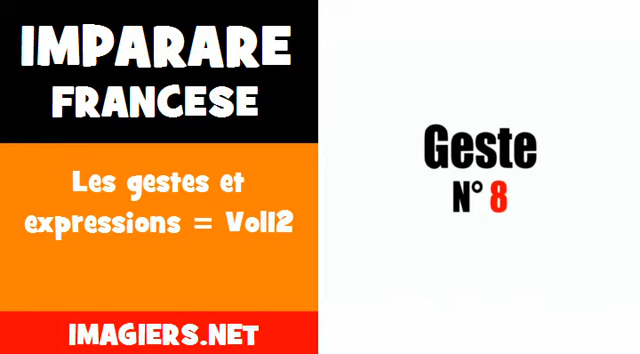 IMPARARE
FRANCESE
Les gestes et
expressions = Vol12
IMAGIERS.NET
Geste
N° 8